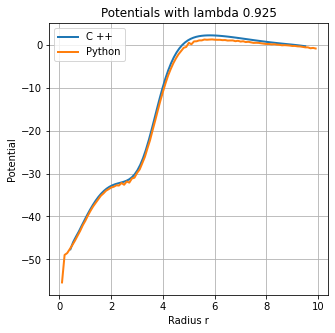 Potentials with lambda 0.925
C ++
Python
0
−10
−20
−30
−40
−50
Potential
0 2 4 6 8 10
Radius r